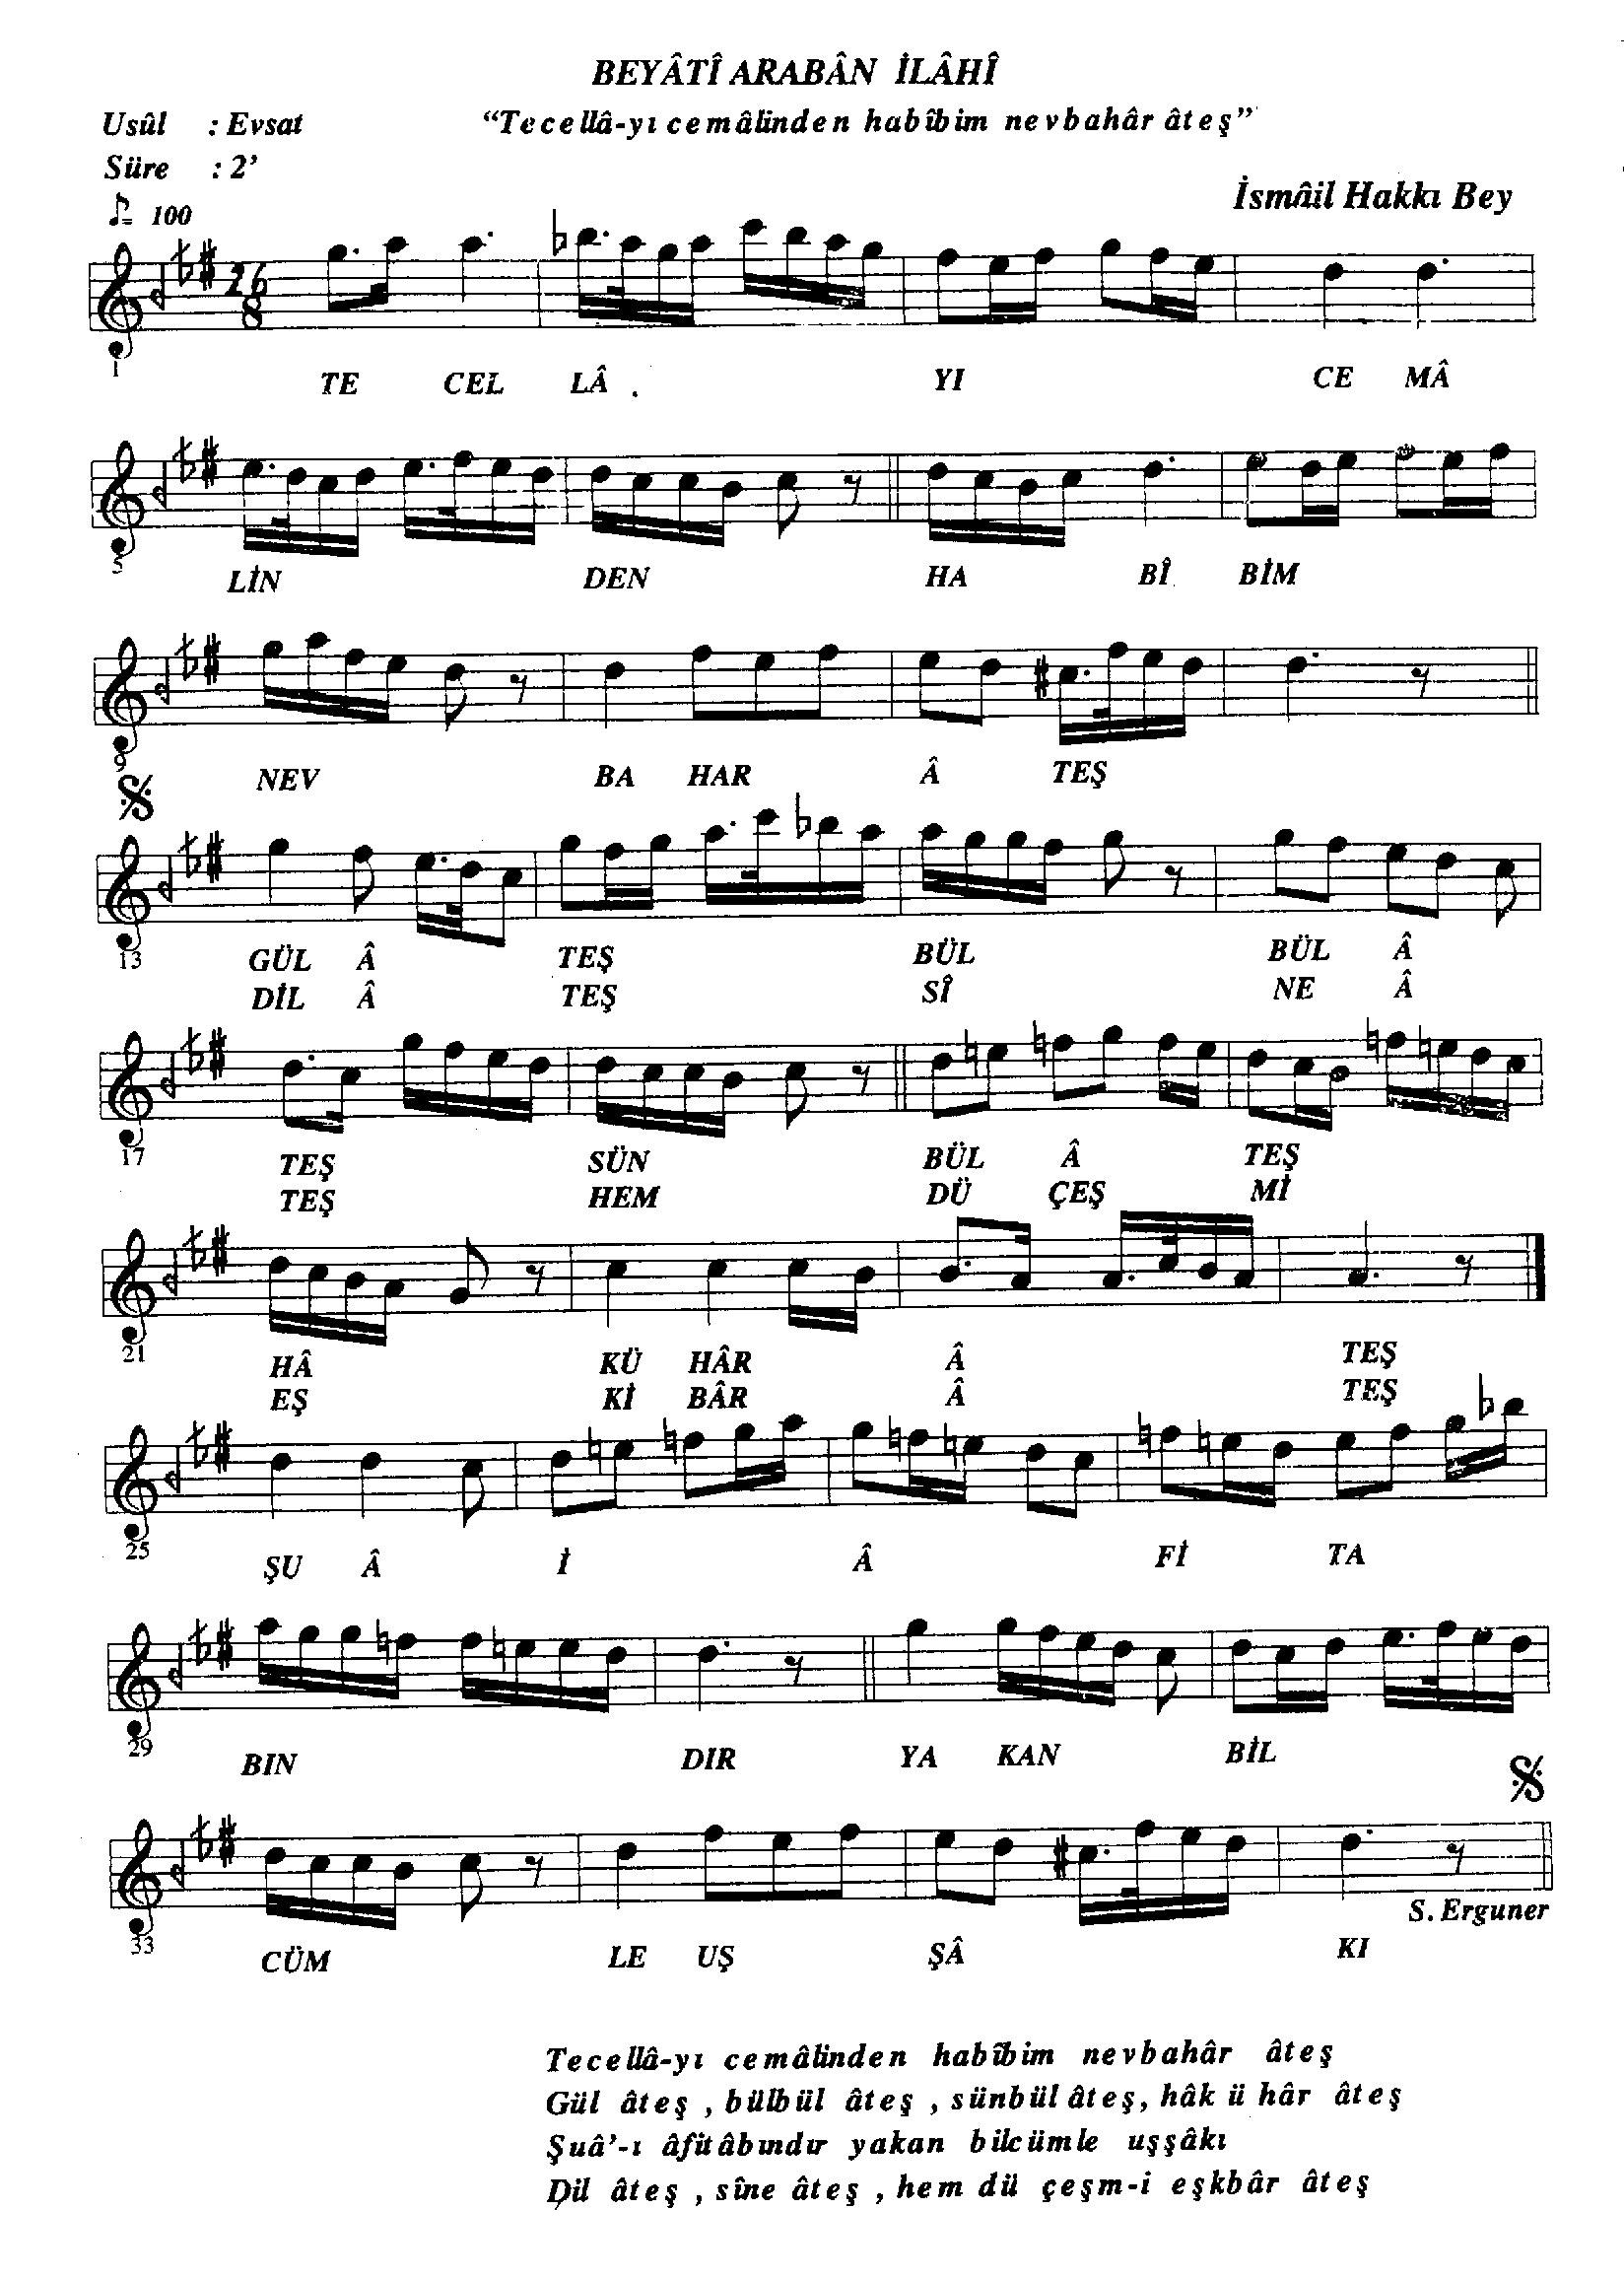 BEYÂTÎ ARABÂN İLÂHÎ
Usûl : Evsat
"Tecellâ-yı cemâlinden habîbim nevbahâr âteş"
Süre : 2'
İsmâil Hakkı Bey
♪= 100
26
8
1
TE CEL LÂ . YI CE MÂ
5
LİN DEN HA BÎ BİM
9
NEV BA HAR Â TEŞ
13
GÜL Â TEŞ BÜL BÜL Â
DİL Â TEŞ SÎ NE Â
17
TEŞ SÜN BÜL Â TEŞ
TEŞ HEM DÜ ÇEŞ Mİ
21
HÂ KÜ HÂR Â TEŞ
EŞ Kİ BÂR Â TEŞ
25
ŞU Â İ Â Fİ TA
29
BIN DIR YA KAN BİL
33
S. Erguner
CÜM LE UŞ ŞÂ KI
Tecellâ-yı cemâlinden habîbim nevbahâr âteş
Gül âteş , bülbül âteş , sünbül âteş, hâk ü hâr âteş
Şuâ'-ı âfitâbındır yakan bilcümle uşşâkı
Dil âteş , sîne âteş , hem dü çeşm-i eşkbâr âteş